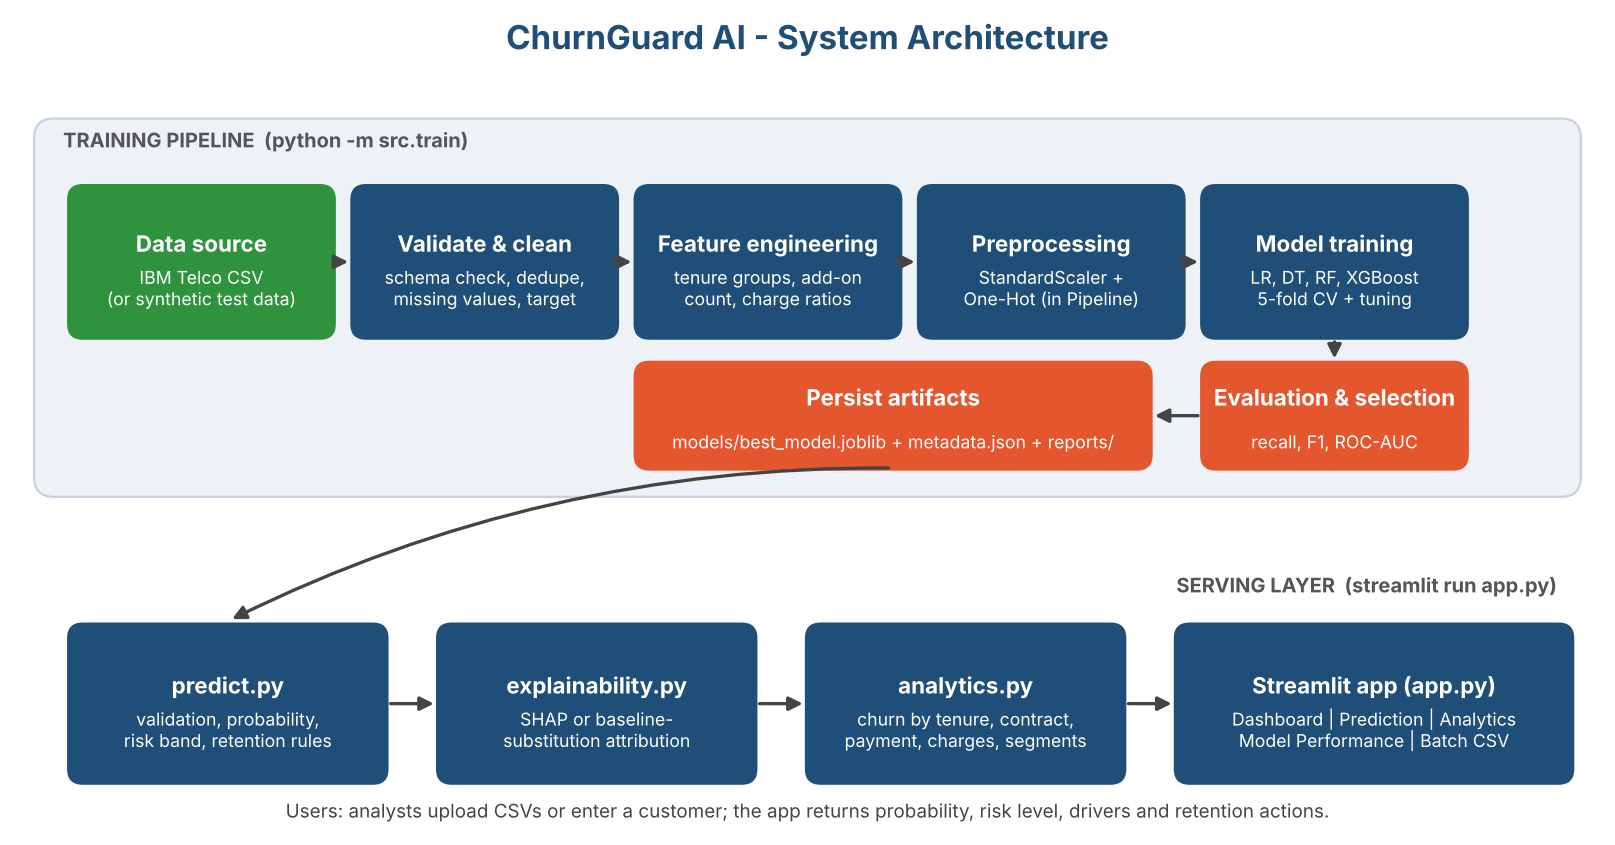 ChurnGuard AI - System Architecture
TRAINING PIPELINE (python -m src.train)
Data source
IBM Telco CSV
(or synthetic test data)
Validate & clean
schema check, dedupe,
missing values, target
Feature engineering
tenure groups, add-on
count, charge ratios
Preprocessing
StandardScaler +
One-Hot (in Pipeline)
Model training
LR, DT, RF, XGBoost
5-fold CV + tuning
Persist artifacts
models/best_model.joblib + metadata.json + reports/
Evaluation & selection
recall, F1, ROC-AUC
SERVING LAYER (streamlit run app.py)
predict.py
validation, probability,
risk band, retention rules
explainability.py
SHAP or baseline-
substitution attribution
analytics.py
churn by tenure, contract,
payment, charges, segments
Streamlit app (app.py)
Dashboard | Prediction | Analytics
Model Performance | Batch CSV
Users: analysts upload CSVs or enter a customer; the app returns probability, risk level, drivers and retention actions.